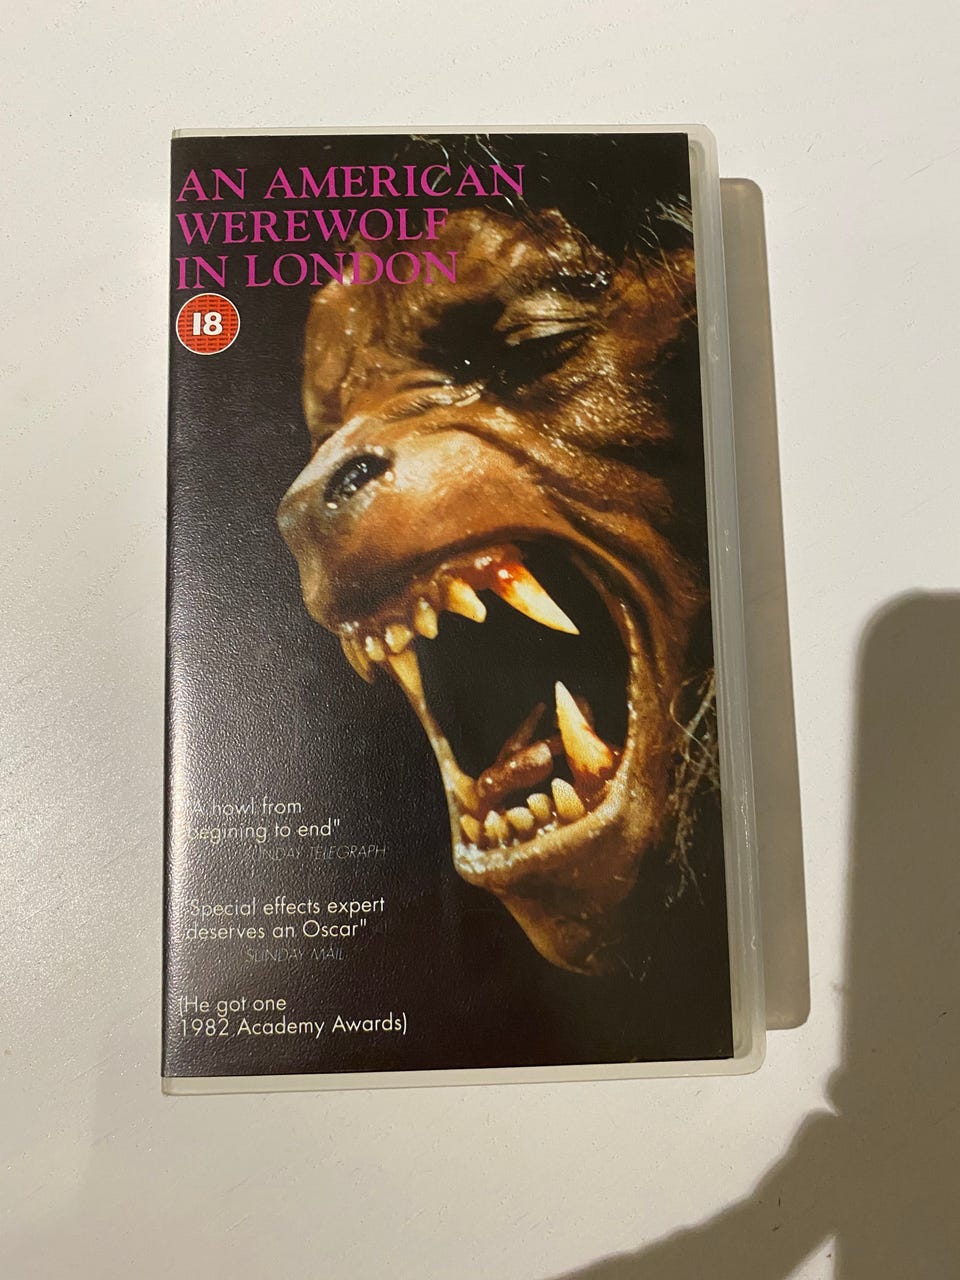 AN AMERICAN
WEREWOLF
IN LONDON
18
"A howl from
begining to end"
SUNDAY TELEGRAPH
"Special effects expert
deserves an Oscar"
SUNDAY MAIL
(He got one
1982 Academy Awards)